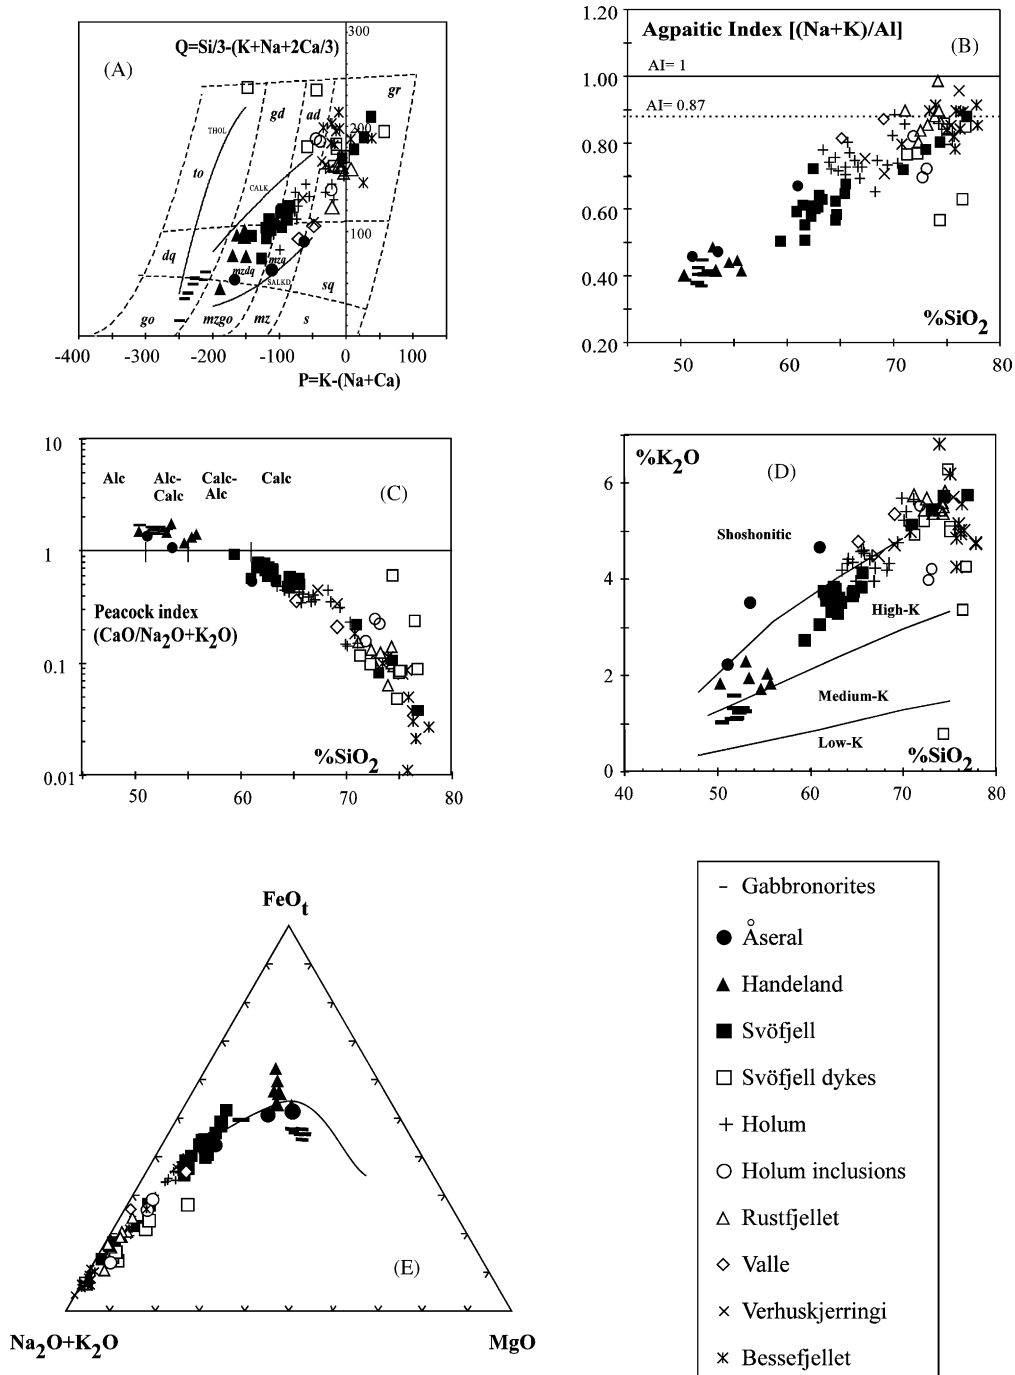 (A)
Q=Si/3-(K+Na+2Ca/3)
300
200
100
THOL
CALK
SALKD
to
gd
ad
gr
dq
mzdq
mzq
sq
go
mzgo
mz
s
-400
-300
-200
-100
0
100
P=K-(Na+Ca)
(B)
Agpaitic Index [(Na+K)/Al]
AI= 1
AI= 0.87
1.20
1.00
0.80
0.60
0.40
0.20
%SiO2
50
60
70
80
(C)
10
1
0.1
0.01
Alc
Alc-
Calc
Calc-
Alc
Calc
Peacock index
(CaO/Na2O+K2O)
%SiO2
50
60
70
80
(D)
%K2O
6
4
2
0
Shoshonitic
High-K
Medium-K
Low-K
%SiO2
40
50
60
70
80
(E)
FeOt
Na2O+K2O
MgO
Gabbronorites
Åseral
Handeland
Svöfjell
Svöfjell dykes
Holum
Holum inclusions
Rustfjellet
Valle
Verhuskjerringi
Bessefjellet